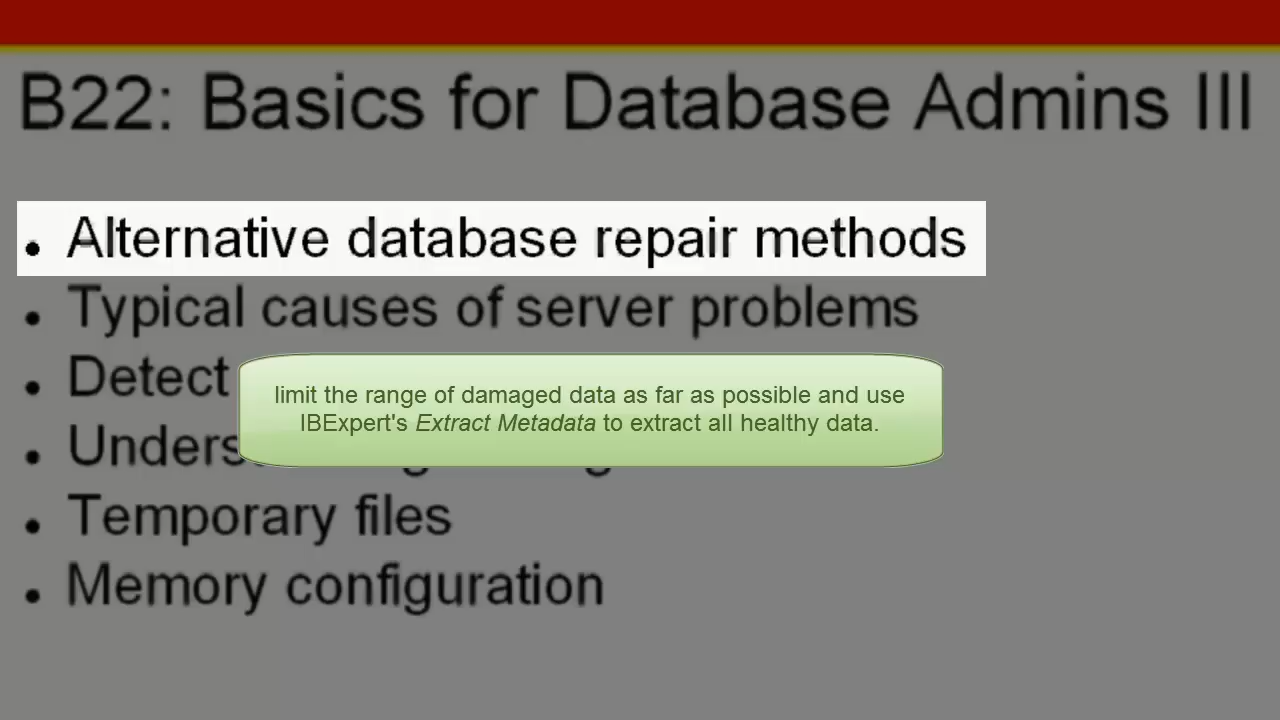 B22: Basics for Database Admins III
• Alternative database repair methods
• Typical causes of server problems
• Detect
limit the range of damaged data as far as possible and use
IBExpert's Extract Metadata to extract all healthy data.
•
• Temporary files
• Memory configuration